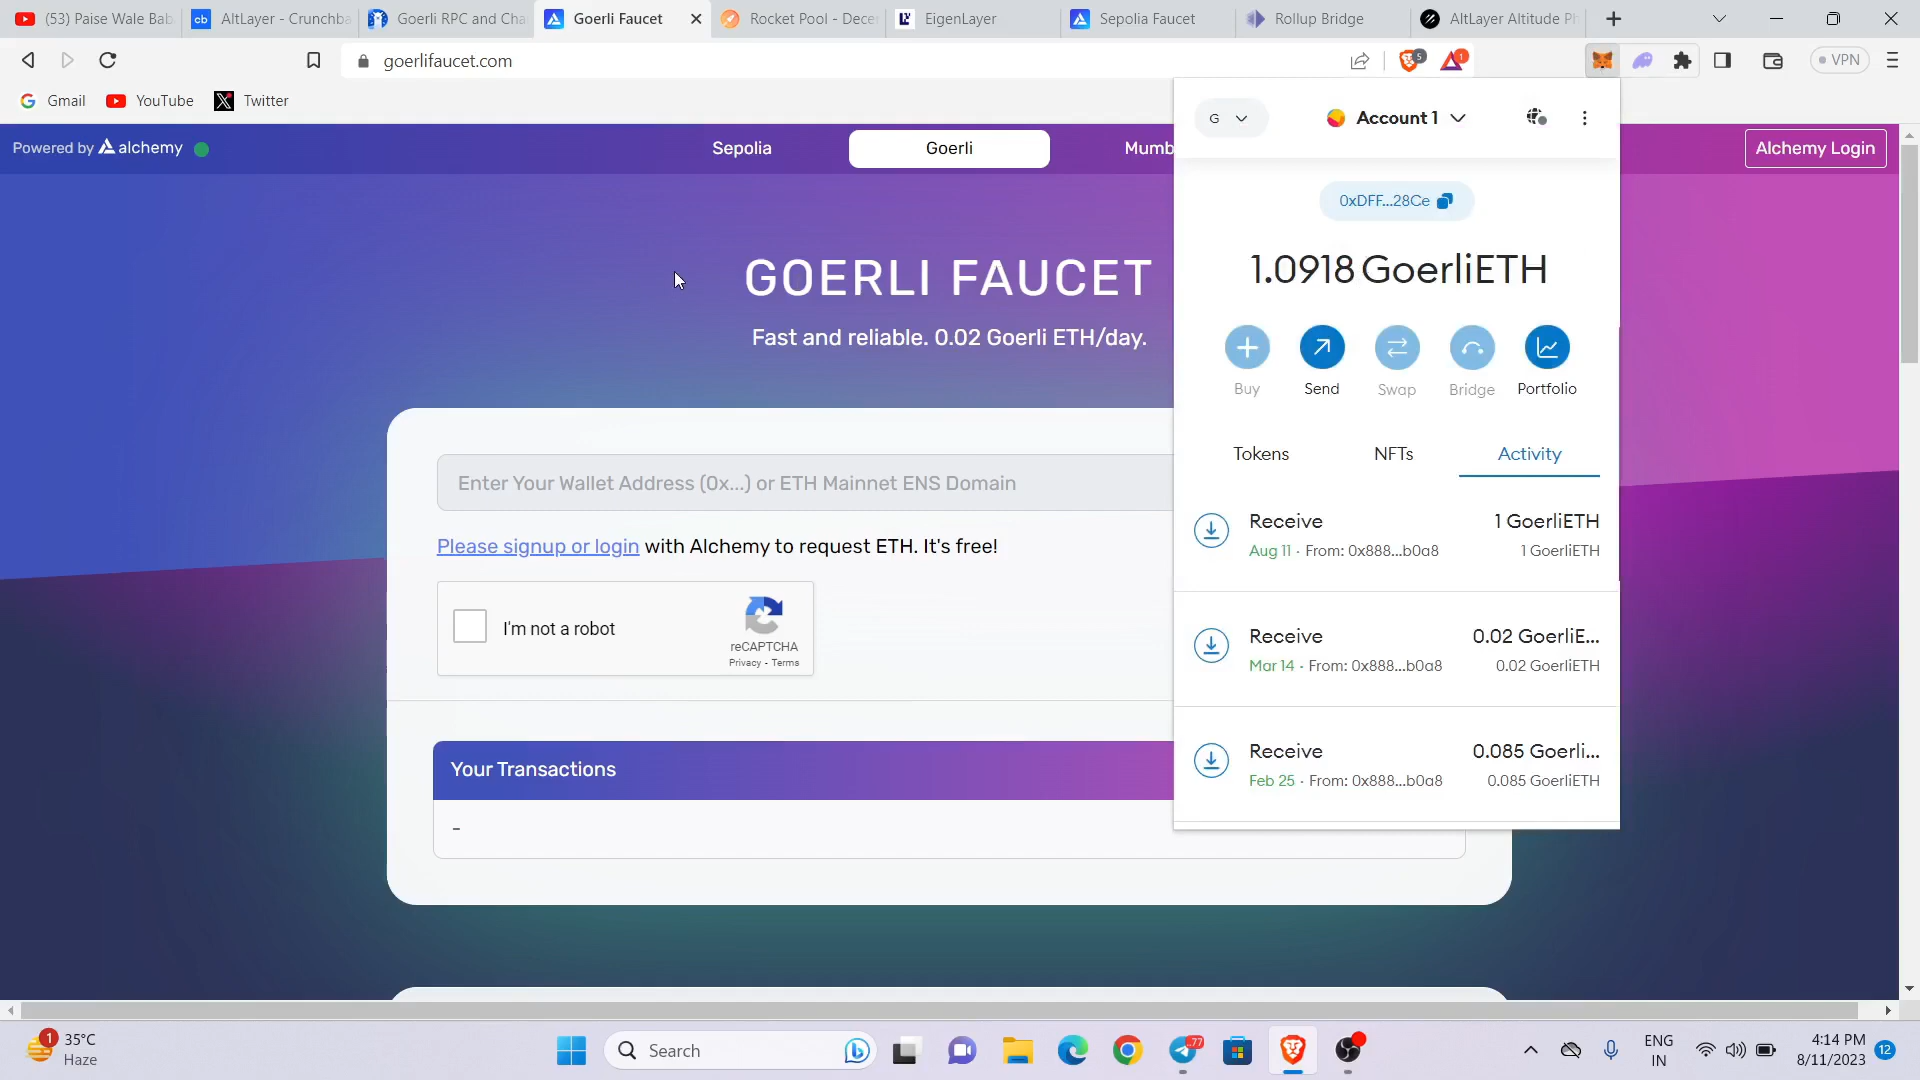 (53) Paise Wale Bab
AltLayer - Crunchba
Goerli RPC and Cha
Goerli Faucet
Rocket Pool - Decen
EigenLayer
Sepolia Faucet
Rollup Bridge
AltLayer Altitude Ph
goerlifaucet.com
5
1
VPN
Gmail
YouTube
Twitter
Powered by alchemy
Sepolia
Goerli
Mumb
Alchemy Login
GOERLI FAUCET
Fast and reliable. 0.02 Goerli ETH/day.
Enter Your Wallet Address (0x...) or ETH Mainnet ENS Domain
Please signup or login with Alchemy to request ETH. It's free!
I'm not a robot
reCAPTCHA
Privacy - Terms
Your Transactions
-
G
Account 1
0xDFF...28Ce
1.0918 GoerliETH
Buy
Send
Swap
Bridge
Portfolio
Tokens
NFTs
Activity
Receive
1 GoerliETH
Aug 11 · From: 0x888...b0a8
1 GoerliETH
Receive
0.02 GoerliE...
Mar 14 · From: 0x888...b0a8
0.02 GoerliETH
Receive
0.085 Goerli...
Feb 25 · From: 0x888...b0a8
0.085 GoerliETH
1
35°C
Haze
Search
77
ENG
IN
4:14 PM
8/11/2023
12